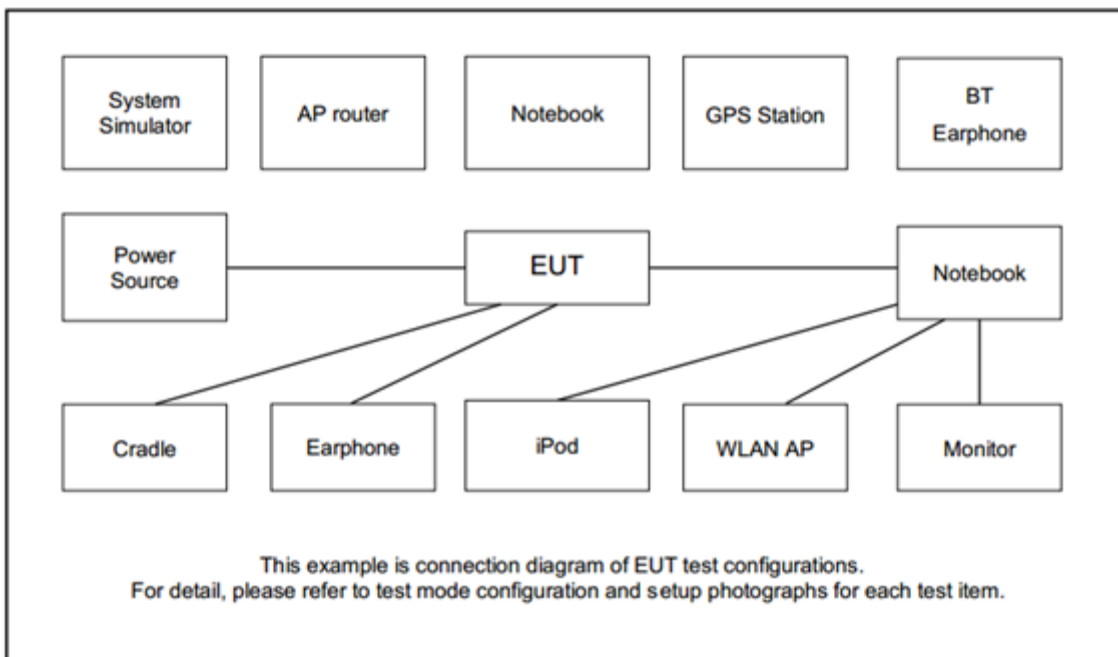 System
Simulator
AP router
Notebook
GPS Station
BT
Earphone
Power
Source
EUT
Notebook
Cradle
Earphone
iPod
WLAN AP
Monitor
This example is connection diagram of EUT test configurations.
For detail, please refer to test mode configuration and setup photographs for each test item.